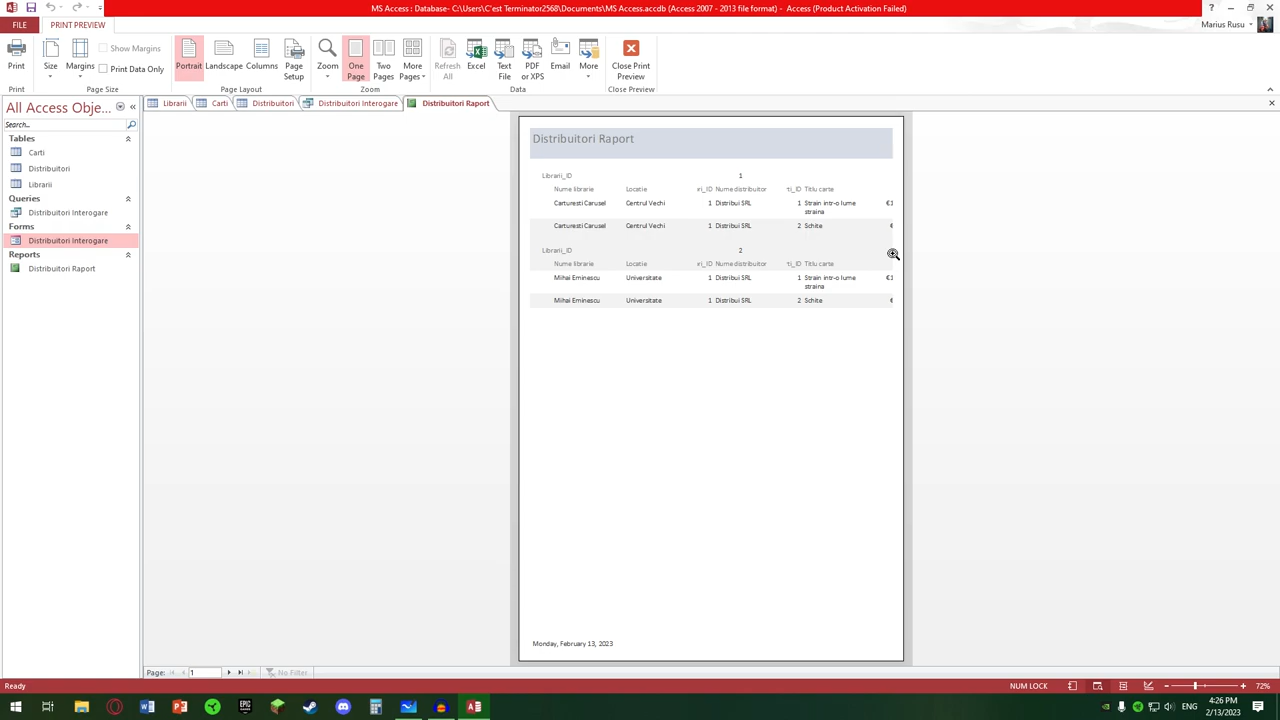 MS Access : Database- C:\Users\C'est Terminator2568\Documents\MS Access.accdb (Access 2007 - 2013 file format) -  Access (Product Activation Failed)
FILE
PRINT PREVIEW
Marius Rusu
Print
Size
Margins
Show Margins
Print Data Only
Portrait
Landscape
Columns
Page Setup
Zoom
One Page
Two Pages
More Pages
Refresh All
Excel
Text File
PDF or XPS
Email
More
Close Print Preview
Print
Page Size
Page Layout
Zoom
Data
Close Preview
All Access Obje...
Librarii
Carti
Distribuitori
Distribuitori Interogare
Distribuitori Raport
Search...
Tables
Carti
Distribuitori
Librarii
Queries
Distribuitori Interogare
Forms
Distribuitori Interogare
Reports
Distribuitori Raport
Distribuitori Raport
Librarii_ID 1
Nume librarie Locatie ri_ID Nume distribuitor ti_ID Titlu carte
Carturesti Carusel Centrul Vechi 1 Distribui SRL 1 Strain intr-o lume straina €1
Carturesti Carusel Centrul Vechi 1 Distribui SRL 2 Schite €
Librarii_ID 2
Nume librarie Locatie ri_ID Nume distribuitor ti_ID Titlu carte
Mihai Eminescu Universitate 1 Distribui SRL 1 Strain intr-o lume straina €1
Mihai Eminescu Universitate 1 Distribui SRL 2 Schite €
Monday, February 13, 2023
Page: 1
No Filter
Ready
NUM LOCK
72%
EPIC GAMES
4:26 PM
2/13/2023